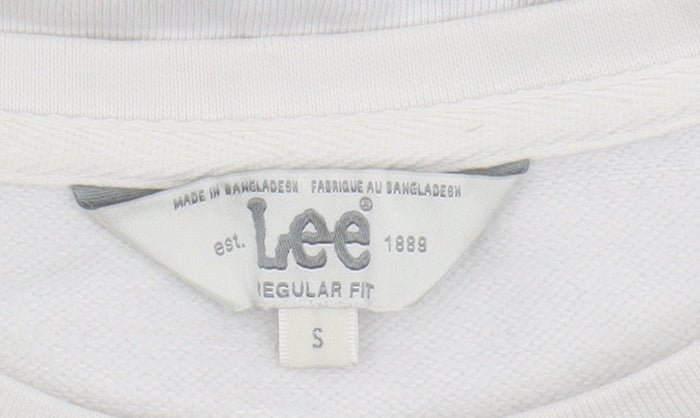 MADE IN BANGLADESH FABRIQUE AU BANGLADESH
est. Lee® 1889
REGULAR FIT
S